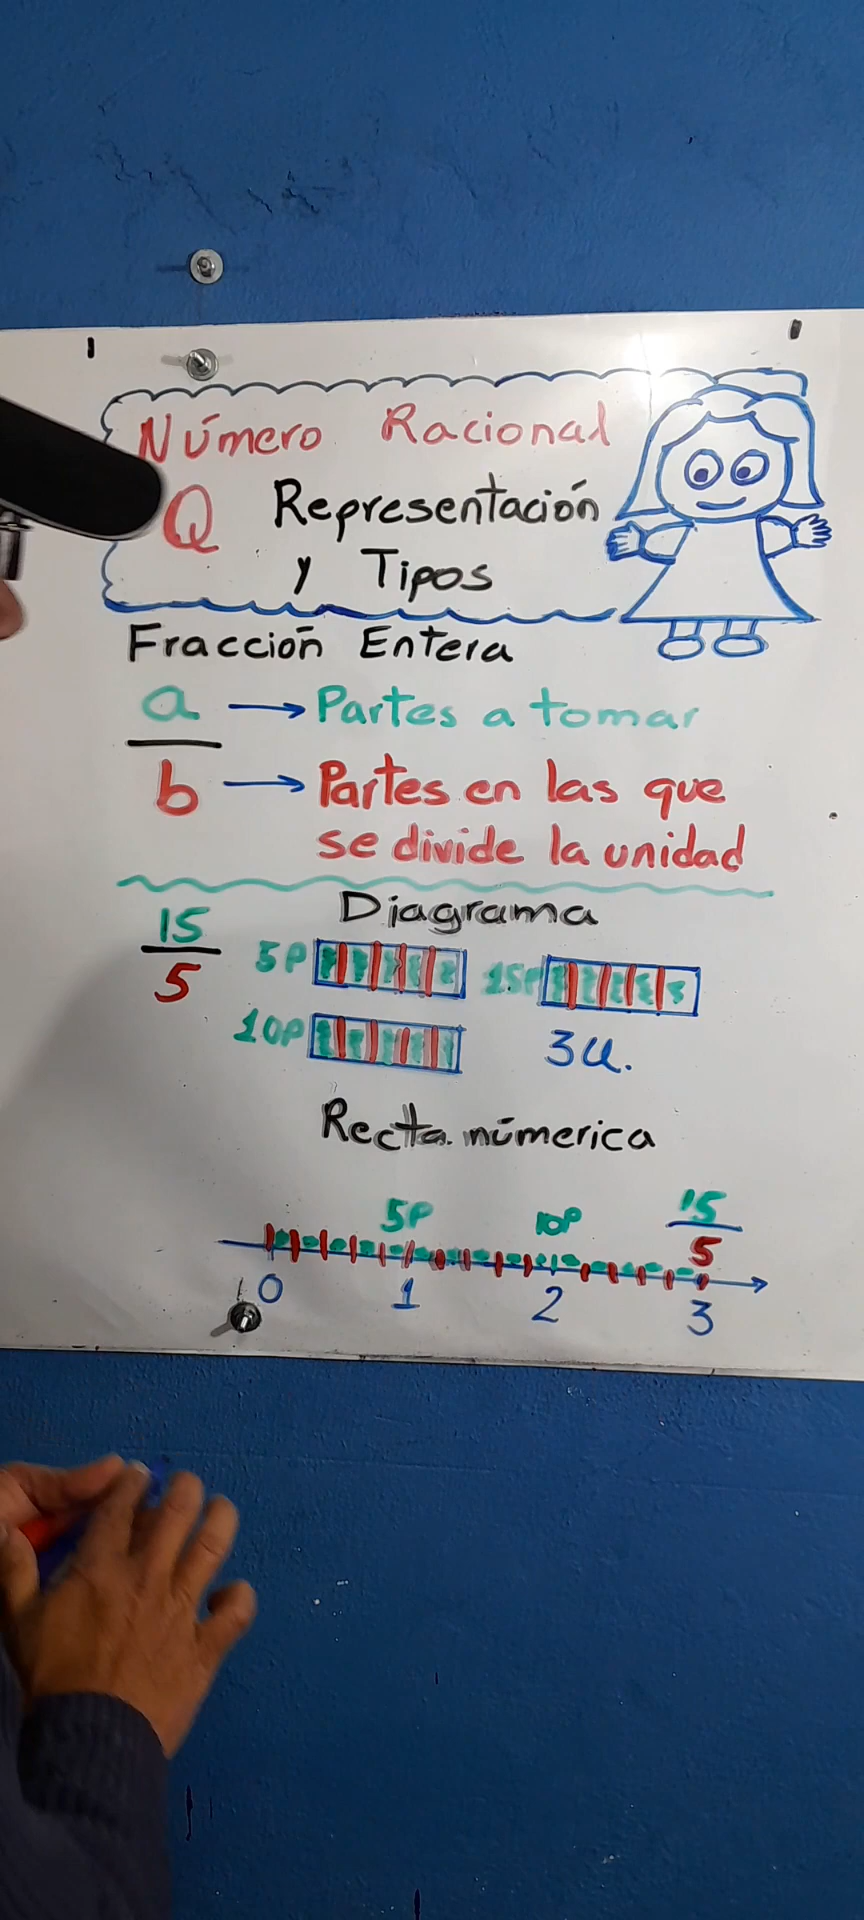 Número Racional
Q Representación
y Tipos
Fracción Entera
a → Partes a tomar
b → Partes en las que
se divide la unidad
Diagrama
15
5
5P
15P
10P
3u.
Recta númerica
5P 10P 15
5
0 1 2 3